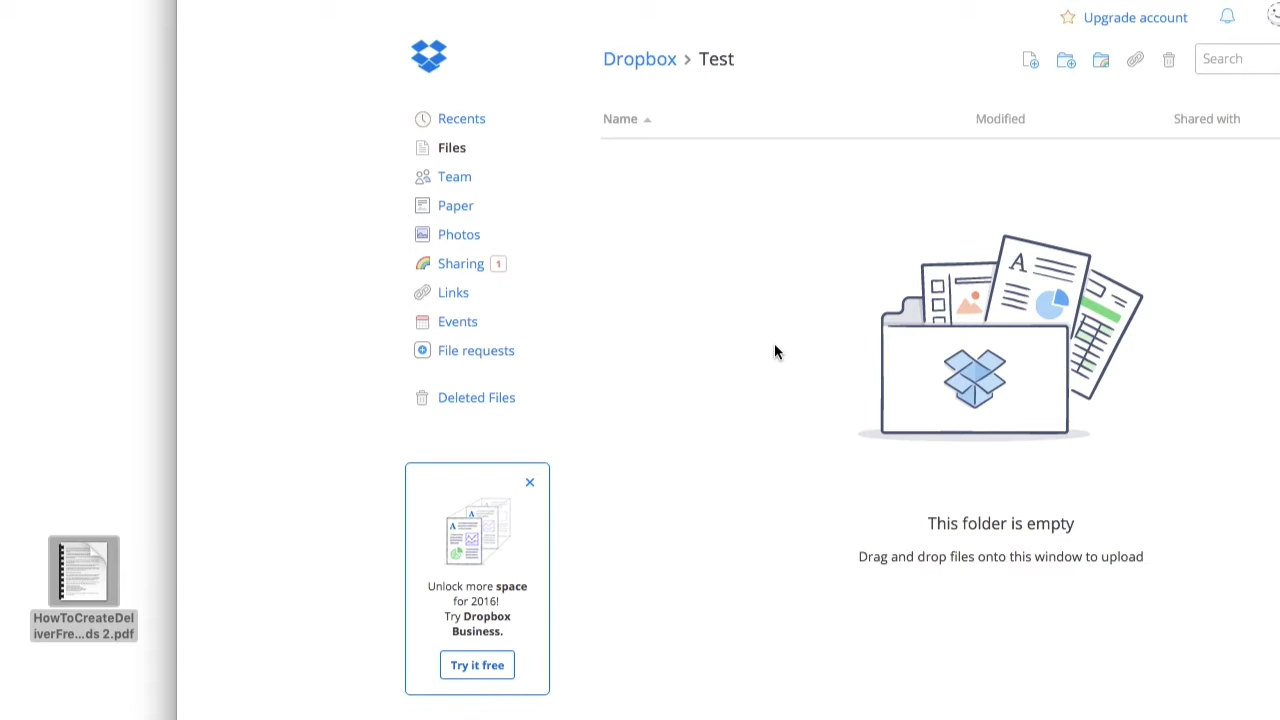 Upgrade account
Dropbox > Test
Search
Name
Modified
Shared with
Recents
Files
Team
Paper
Photos
Sharing 1
Links
Events
File requests
Deleted Files
A
This folder is empty
Drag and drop files onto this window to upload
A
A
Unlock more space
for 2016!
Try Dropbox
Business.
Try it free
HowToCreateDel
iverFre...ds 2.pdf